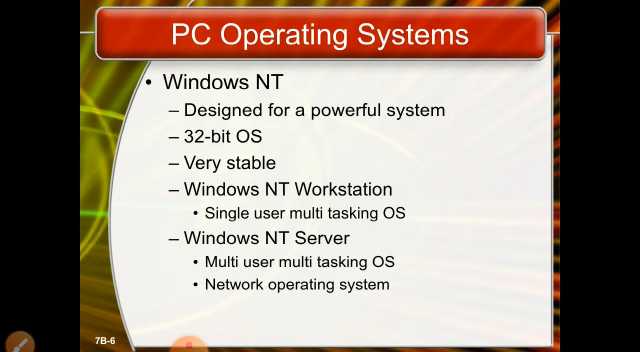 PC Operating Systems
• Windows NT
– Designed for a powerful system
– 32-bit OS
– Very stable
– Windows NT Workstation
• Single user multi tasking OS
– Windows NT Server
• Multi user multi tasking OS
• Network operating system
7B-6